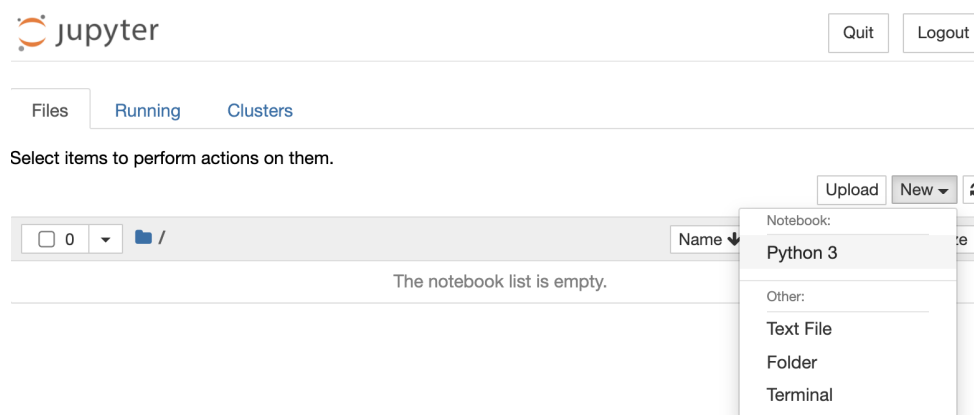 jupyter
Quit Logout
Files Running Clusters
Select items to perform actions on them.
Upload New
0 / Name
The notebook list is empty.
Notebook:
Python 3
Other:
Text File
Folder
Terminal